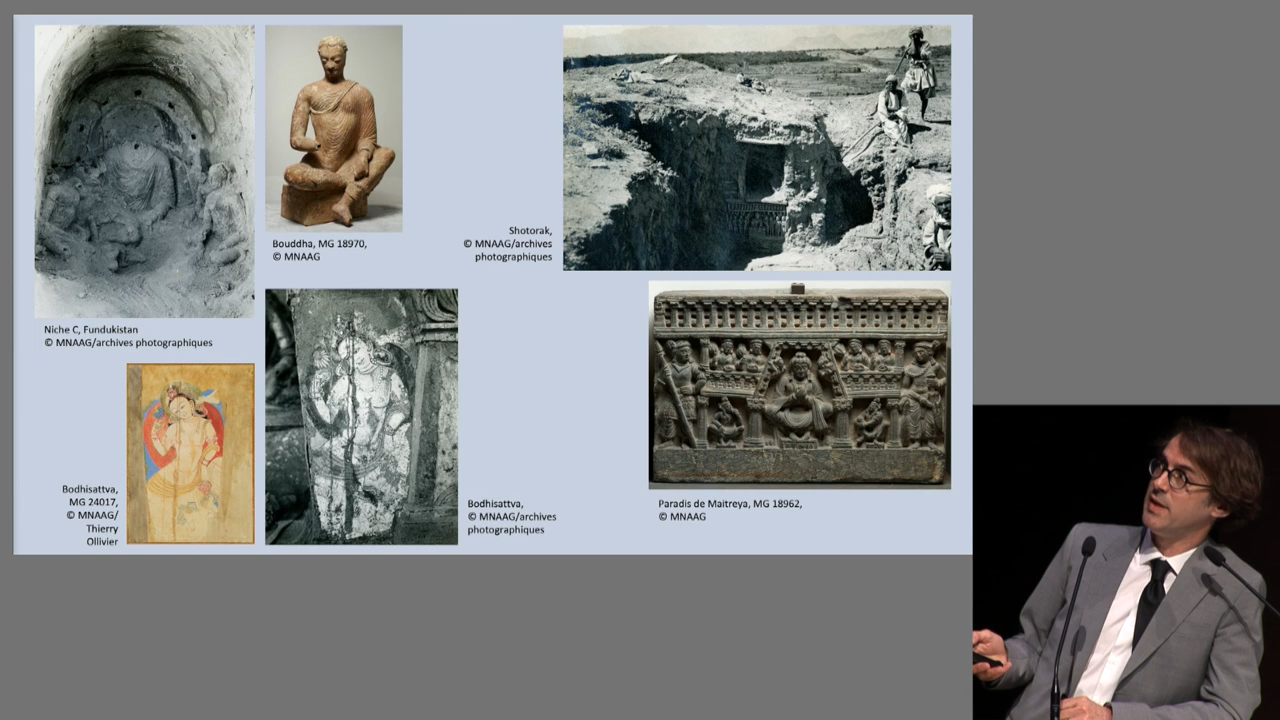 Bouddha, MG 18970,
© MNAAG
Shotorak,
© MNAAG/archives
photographiques
Niche C, Fundukistan
© MNAAG/archives photographiques
Bodhisattva,
MG 24017,
© MNAAG/
Thierry
Ollivier
Bodhisattva,
© MNAAG/archives
photographiques
Paradis de Maitreya, MG 18962,
© MNAAG